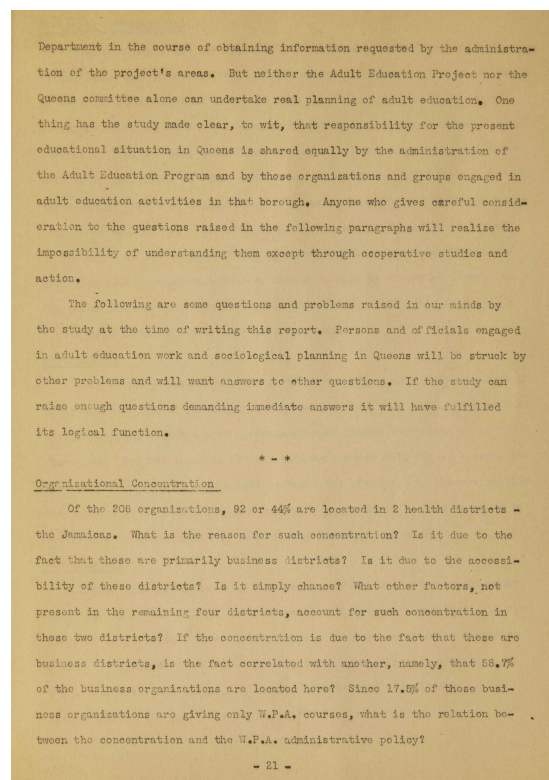 Department in the course of obtaining information requested by the administra-
tion of the project's areas. But neither the Adult Education Project nor the
Queens committee alone can undertake real planning of adult education. One
thing has the study made clear, to wit, that responsibility for the present
educational situation in Queens is shared equally by the administration of
the Adult Education Program and by those organizations and groups engaged in
adult education activities in that borough. Anyone who gives careful consid-
eration to the questions raised in the following paragraphs will realize the
impossibility of understanding them except through cooperative studies and
action.
The following are some questions and problems raised in our minds by
the study at the time of writing this report. Persons and officials engaged
in adult education work and sociological planning in Queens will be struck by
other problems and will want answers to other questions. If the study can
raise enough questions demanding immediate answers it will have fulfilled
its logical function.
* - *
Organizational Concentration
Of the 208 organizations, 92 or 44% are located in 2 health districts -
the Jamaicas. What is the reason for such concentration? Is it due to the
fact that these are primarily business districts? Is it due to the accessi-
bility of these districts? Is it simply chance? What other factors, not
present in the remaining four districts, account for such concentration in
these two districts? If the concentration is due to the fact that these are
business districts, is the fact correlated with another, namely, that 58.7%
of the business organizations are located here? Since 17.5% of those busi-
ness organizations are giving only W.P.A. courses, what is the relation be-
tween the concentration and the W.P.A. administrative policy?
- 21 -